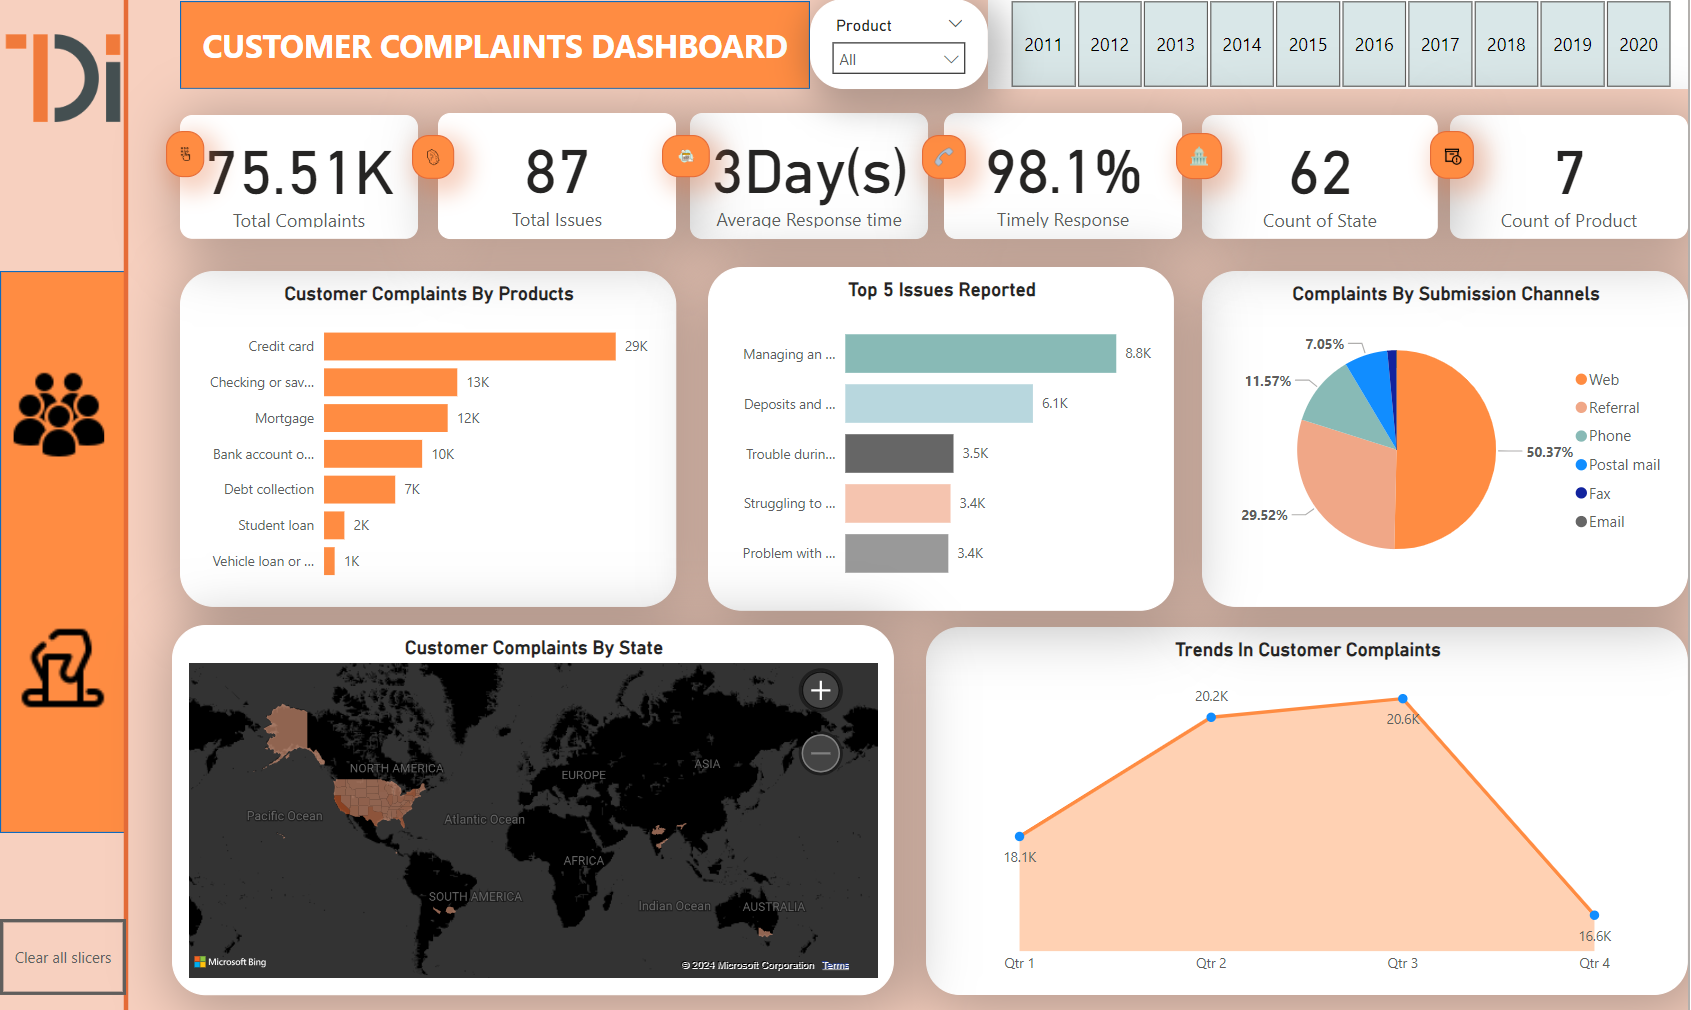 TDi
CUSTOMER COMPLAINTS DASHBOARD
Product
All
2011
2012
2013
2014
2015
2016
2017
2018
2019
2020
75.51K
Total Complaints
87
Total Issues
3Day(s)
Average Response time
98.1%
Timely Response
62
Count of State
7
Count of Product
Customer Complaints By Products
Credit card 29K
Checking or sav... 13K
Mortgage 12K
Bank account o... 10K
Debt collection 7K
Student loan 2K
Vehicle loan or ... 1K
Top 5 Issues Reported
Managing an ... 8.8K
Deposits and ... 6.1K
Trouble durin... 3.5K
Struggling to ... 3.4K
Problem with ... 3.4K
Complaints By Submission Channels
7.05%
11.57%
29.52%
50.37%
Web
Referral
Phone
Postal mail
Fax
Email
Customer Complaints By State
NORTH AMERICA
EUROPE
ASIA
Pacific Ocean
Atlantic Ocean
AFRICA
SOUTH AMERICA
Indian Ocean
AUSTRALIA
Microsoft Bing
© 2024 Microsoft Corporation Terms
Trends In Customer Complaints
20.2K
20.6K
18.1K
16.6K
Qtr 1
Qtr 2
Qtr 3
Qtr 4
Clear all slicers